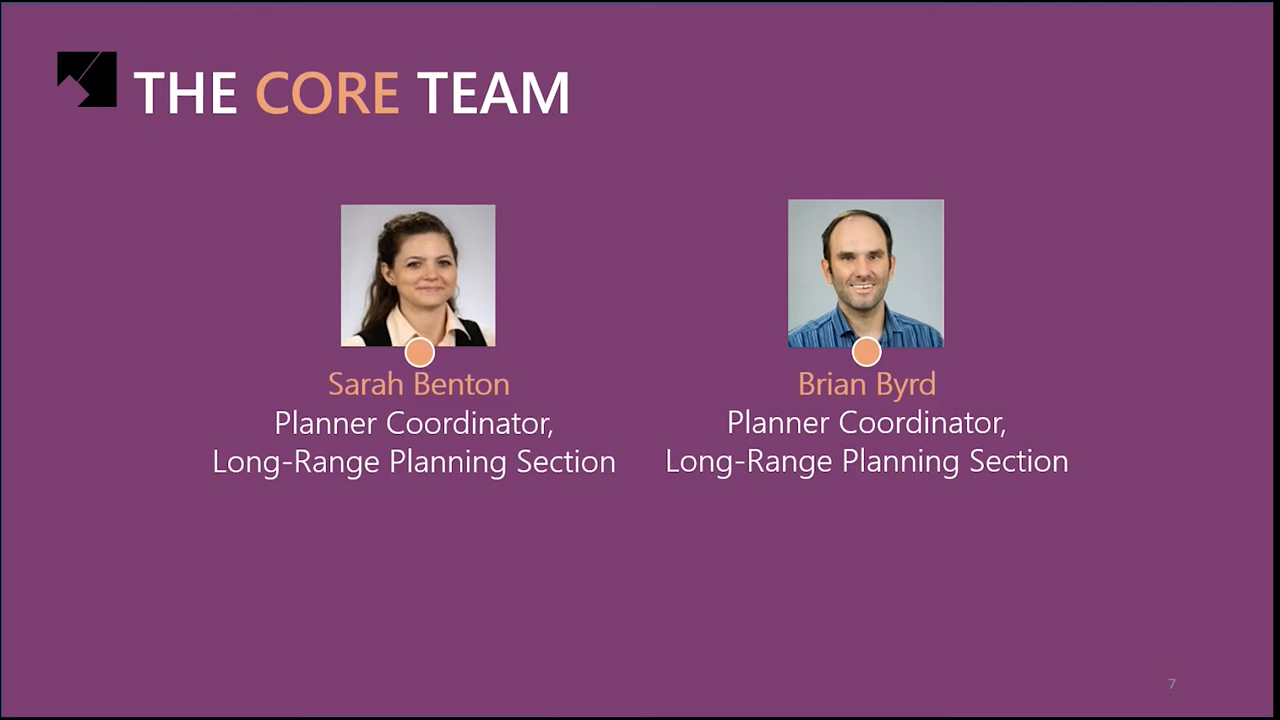 THE CORE TEAM
Sarah Benton
Planner Coordinator,
Long-Range Planning Section
Brian Byrd
Planner Coordinator,
Long-Range Planning Section
7